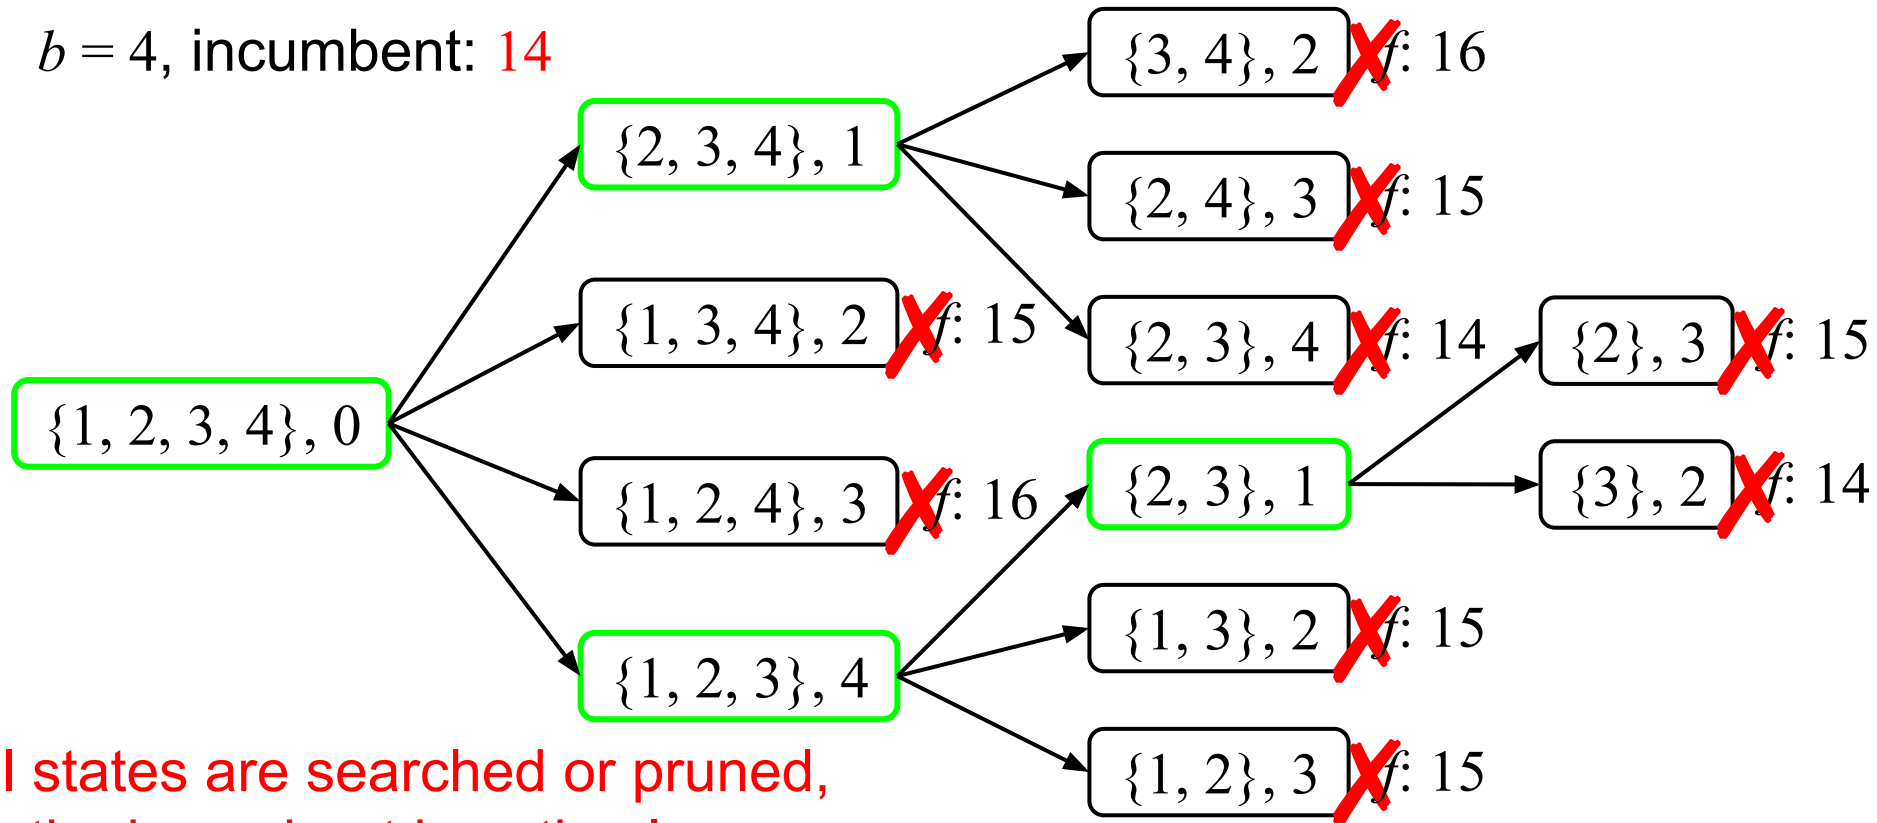 b = 4, incumbent: 14
{1, 2, 3, 4}, 0
{2, 3, 4}, 1
{1, 3, 4}, 2 f: 15
{1, 2, 4}, 3 f: 16
{1, 2, 3}, 4
{3, 4}, 2 f: 16
{2, 4}, 3 f: 15
{2, 3}, 4 f: 14
{2, 3}, 1
{1, 3}, 2 f: 15
{1, 2}, 3 f: 15
{2}, 3 f: 15
{3}, 2 f: 14
l states are searched or pruned,